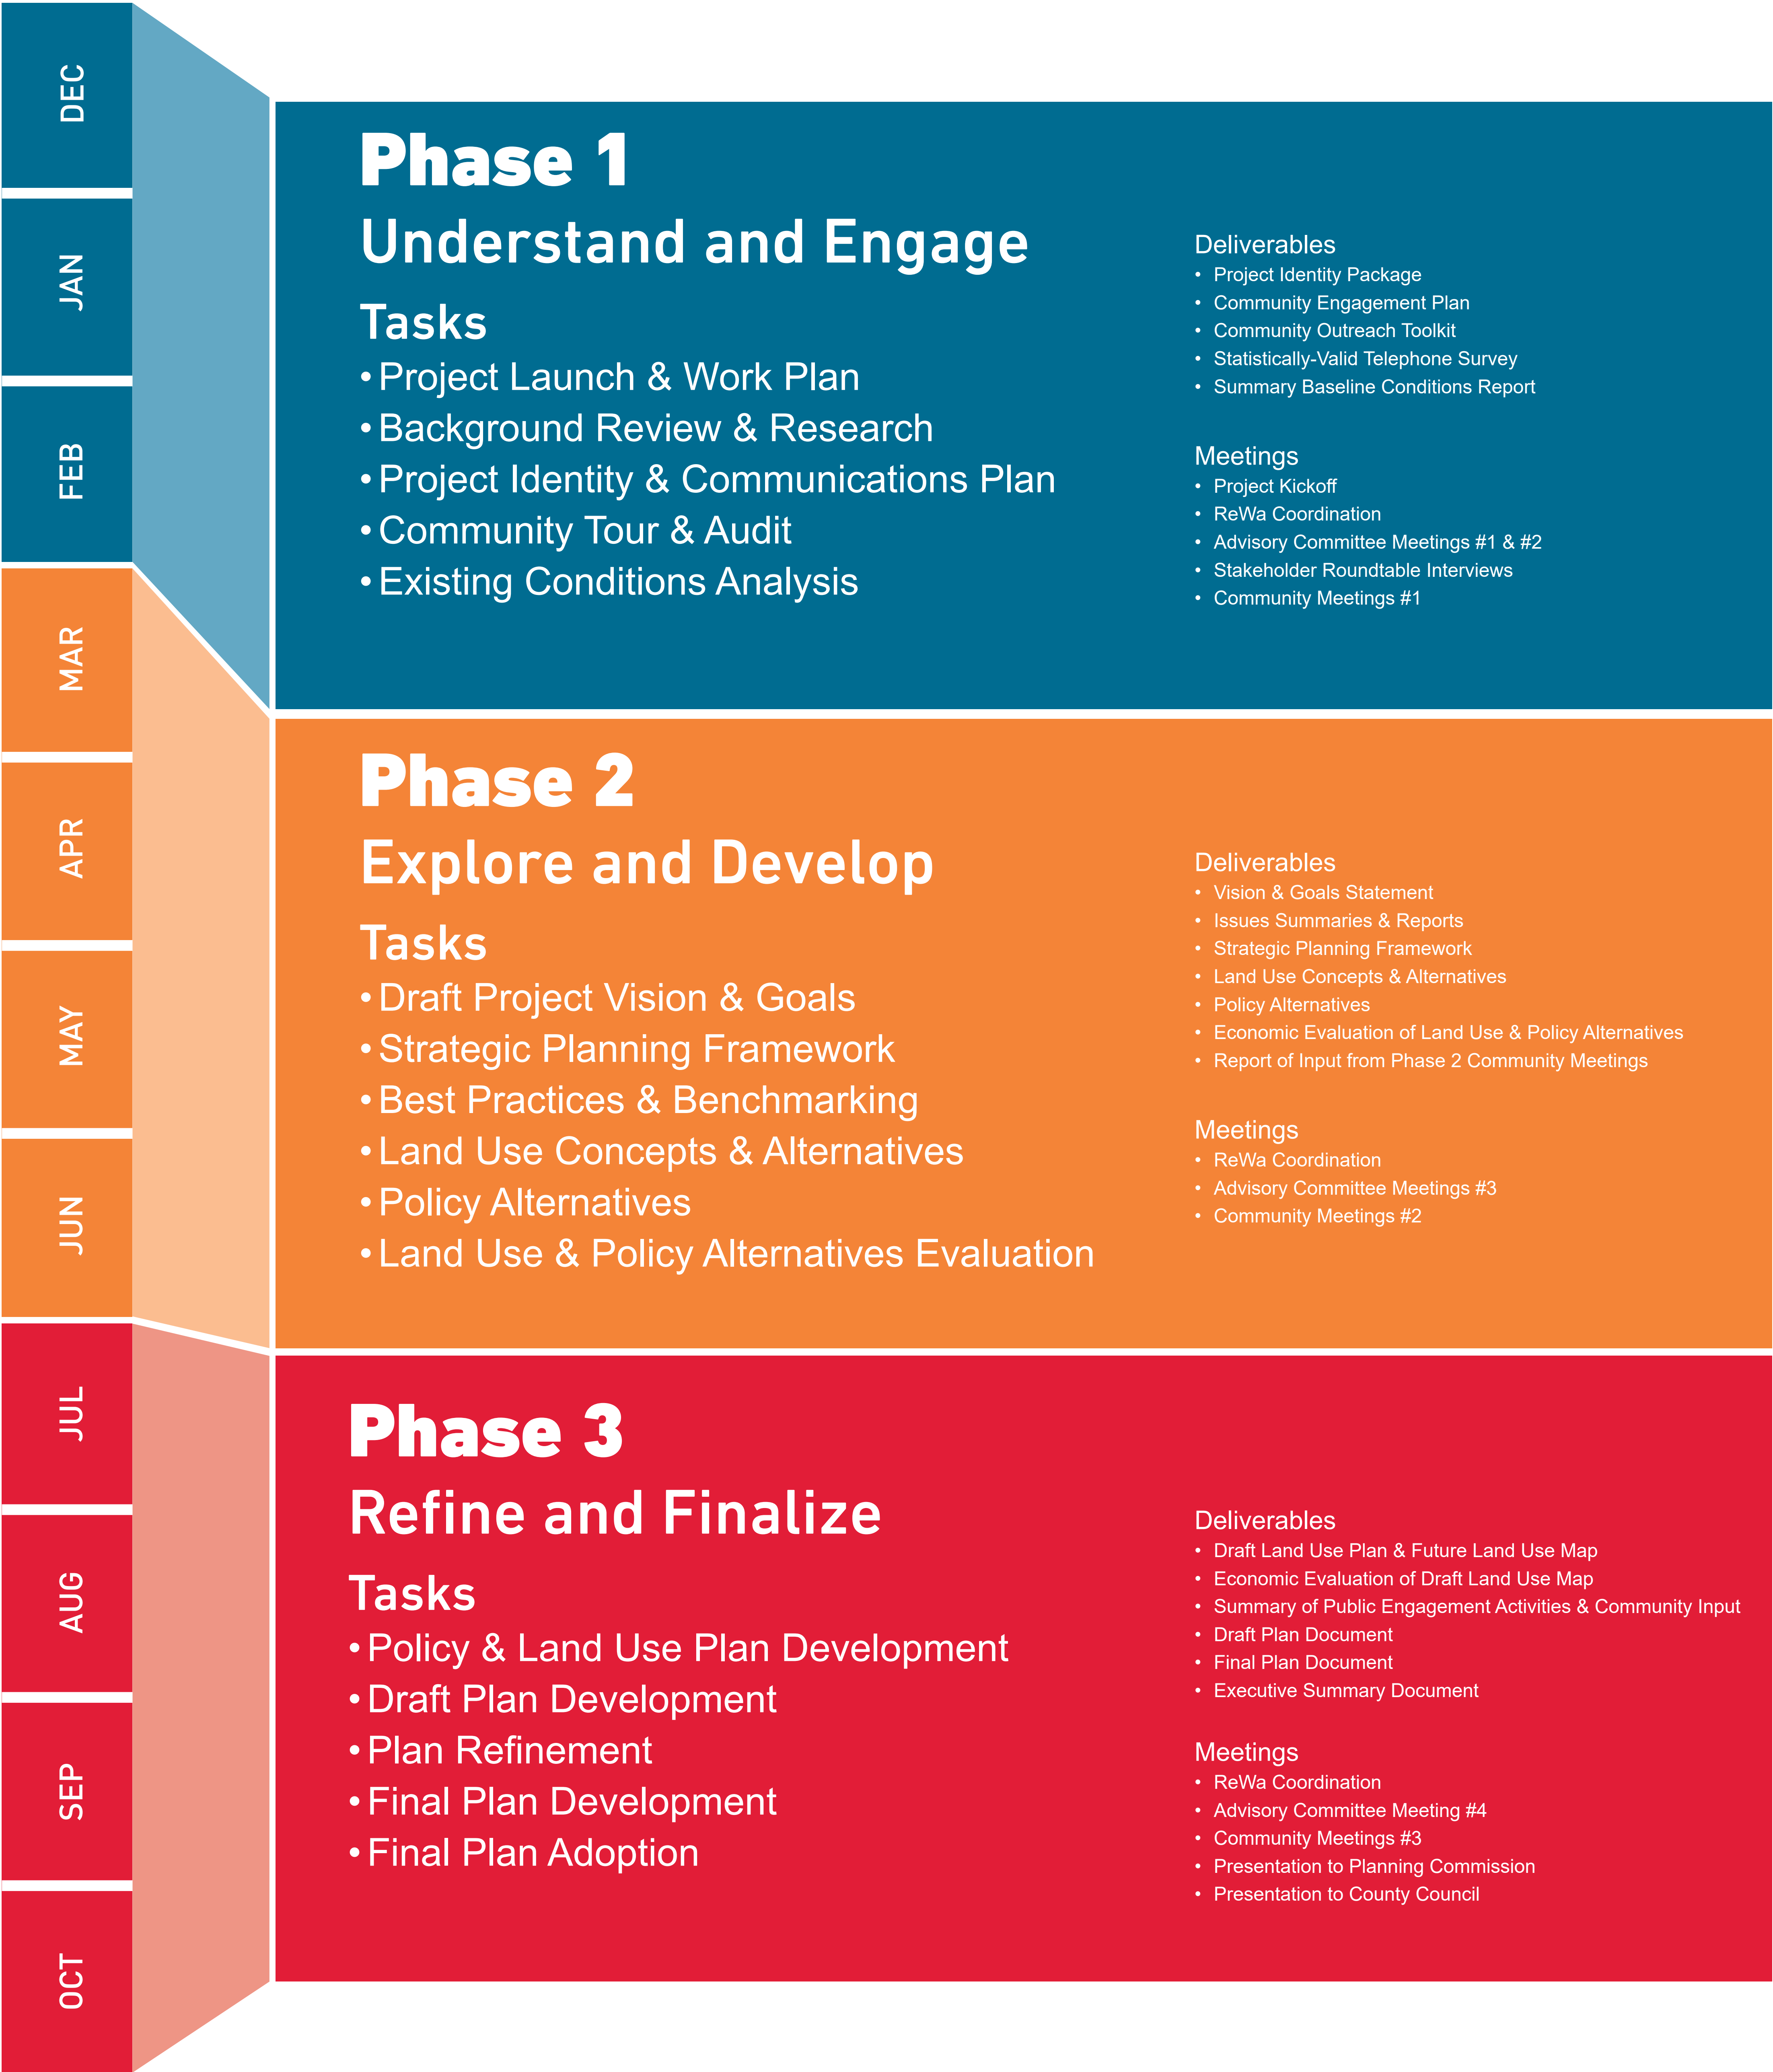 DEC
JAN
FEB
MAR
APR
MAY
JUN
JUL
AUG
SEP
OCT
Phase 1
Understand and Engage
Tasks
• Project Launch & Work Plan
• Background Review & Research
• Project Identity & Communications Plan
• Community Tour & Audit
• Existing Conditions Analysis
Deliverables
• Project Identity Package
• Community Engagement Plan
• Community Outreach Toolkit
• Statistically-Valid Telephone Survey
• Summary Baseline Conditions Report
Meetings
• Project Kickoff
• ReWa Coordination
• Advisory Committee Meetings #1 & #2
• Stakeholder Roundtable Interviews
• Community Meetings #1
Phase 2
Explore and Develop
Tasks
• Draft Project Vision & Goals
• Strategic Planning Framework
• Best Practices & Benchmarking
• Land Use Concepts & Alternatives
• Policy Alternatives
• Land Use & Policy Alternatives Evaluation
Deliverables
• Vision & Goals Statement
• Issues Summaries & Reports
• Strategic Planning Framework
• Land Use Concepts & Alternatives
• Policy Alternatives
• Economic Evaluation of Land Use & Policy Alternatives
• Report of Input from Phase 2 Community Meetings
Meetings
• ReWa Coordination
• Advisory Committee Meetings #3
• Community Meetings #2
Phase 3
Refine and Finalize
Tasks
• Policy & Land Use Plan Development
• Draft Plan Development
• Plan Refinement
• Final Plan Development
• Final Plan Adoption
Deliverables
• Draft Land Use Plan & Future Land Use Map
• Economic Evaluation of Draft Land Use Map
• Summary of Public Engagement Activities & Community Input
• Draft Plan Document
• Final Plan Document
• Executive Summary Document
Meetings
• ReWa Coordination
• Advisory Committee Meeting #4
• Community Meetings #3
• Presentation to Planning Commission
• Presentation to County Council